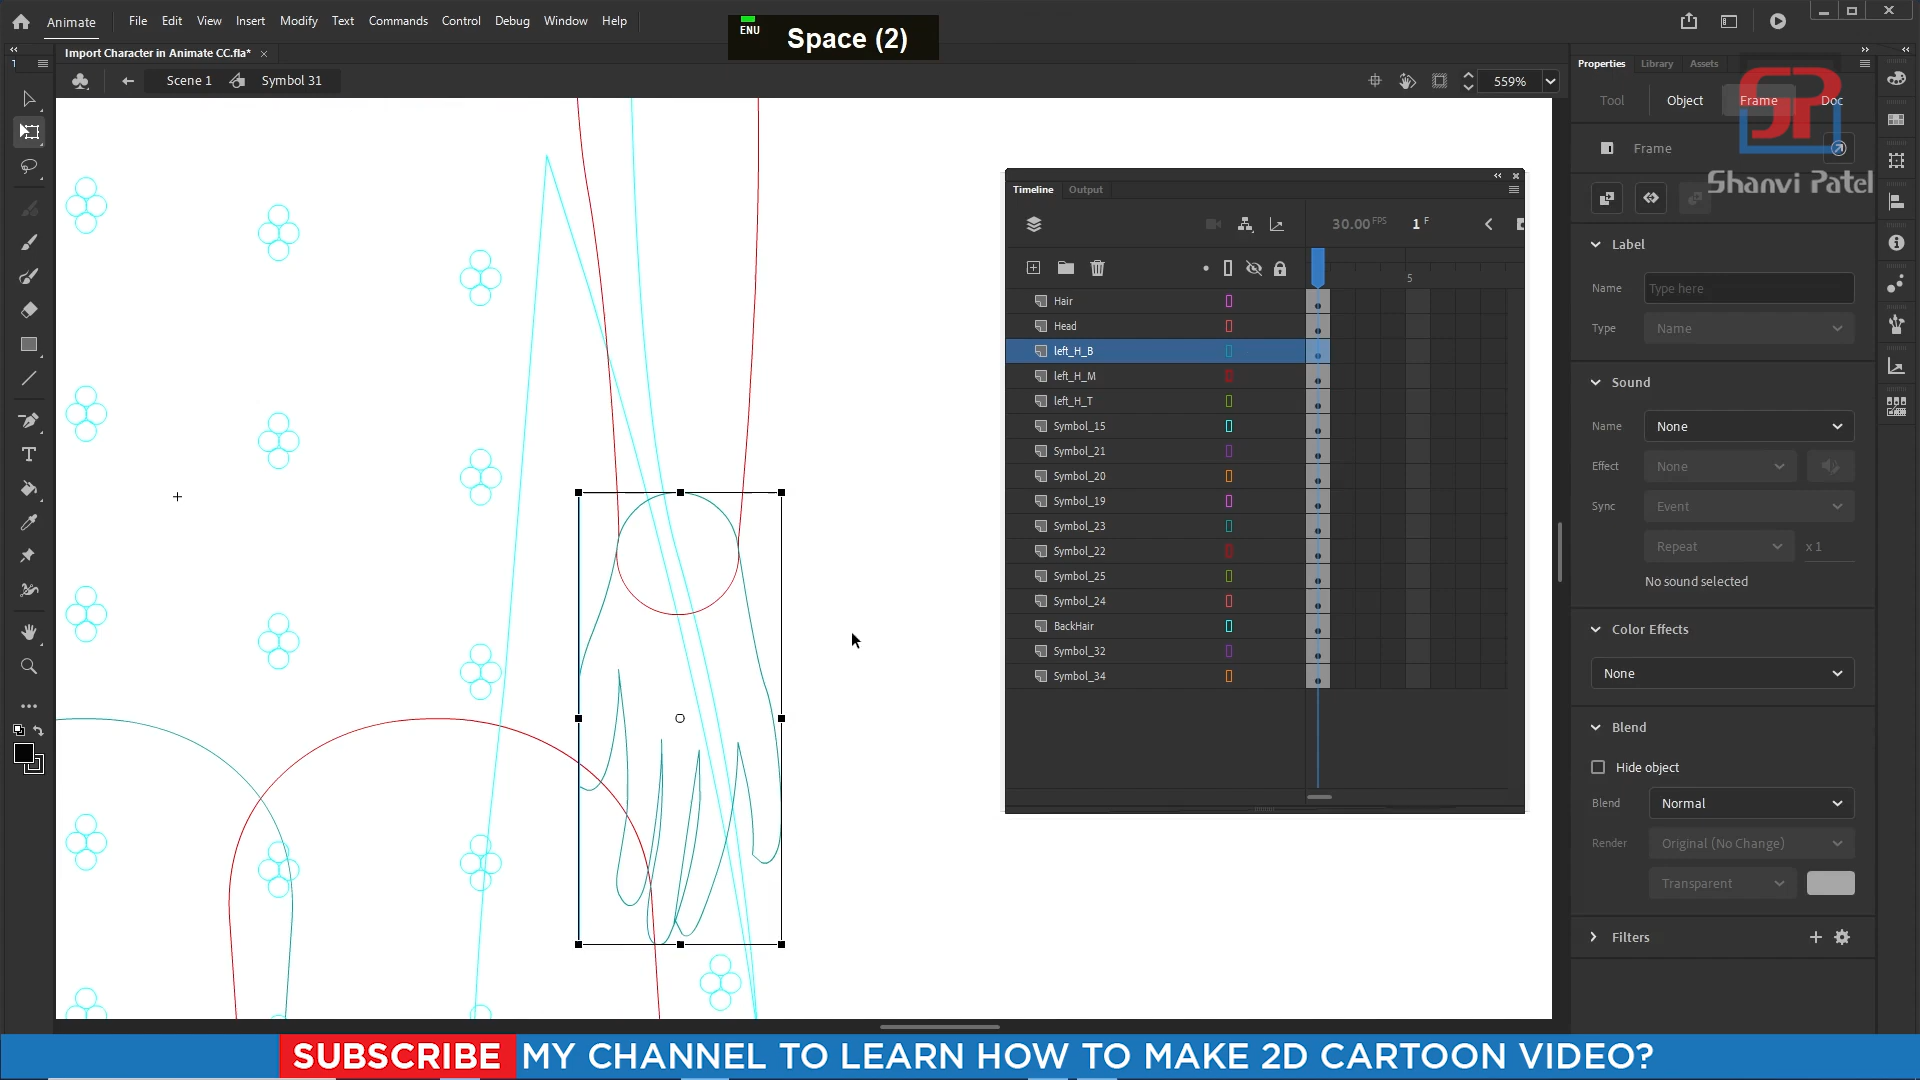 Animate
File Edit View Insert Modify Text Commands Control Debug Window Help
ENU
Space (2)
Import Character in Animate CC.fla*
Scene 1
Symbol 31
559%
Properties
Library
Assets
Tool
Object
Frame
Doc
SP
Shanvi Patel
Frame
Label
Name
Type here
Type
Name
Sound
Name
None
Effect
None
Sync
Event
Repeat
x 1
No sound selected
Color Effects
None
Blend
Hide object
Blend
Normal
Render
Original (No Change)
Transparent
Filters
Timeline
Output
30.00 FPS
1 F
5
Hair
Head
left_H_B
left_H_M
left_H_T
Symbol_15
Symbol_21
Symbol_20
Symbol_19
Symbol_23
Symbol_22
Symbol_25
Symbol_24
BackHair
Symbol_32
Symbol_34
SUBSCRIBE MY CHANNEL TO LEARN HOW TO MAKE 2D CARTOON VIDEO?